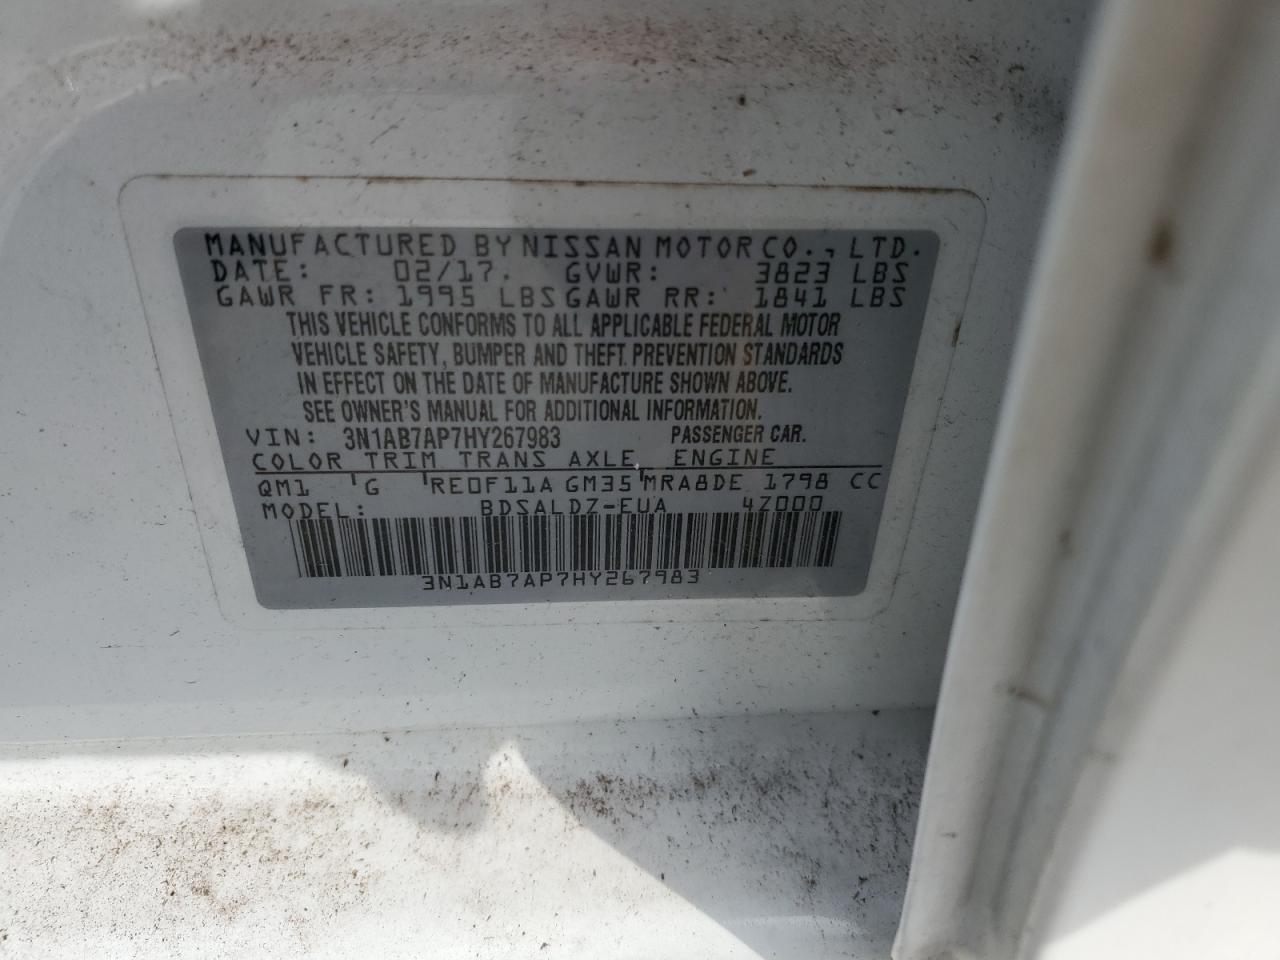 MANUFACTURED BY NISSAN MOTOR CO., LTD.
DATE: 02/17. GVWR: 3823 LBS
GAWR FR: 1995 LBS GAWR RR: 1841 LBS
THIS VEHICLE CONFORMS TO ALL APPLICABLE FEDERAL MOTOR
VEHICLE SAFETY, BUMPER AND THEFT PREVENTION STANDARDS
IN EFFECT ON THE DATE OF MANUFACTURE SHOWN ABOVE.
SEE OWNER'S MANUAL FOR ADDITIONAL INFORMATION.
VIN: 3N1AB7AP7HY267983 PASSENGER CAR.
COLOR TRIM TRANS AXLE ENGINE
QM1 'G 'RE0F11A GM35'MRA8DE 1798 CC
MODEL: BDSALDZ-EUA 4Z000
3N1AB7AP7HY267983